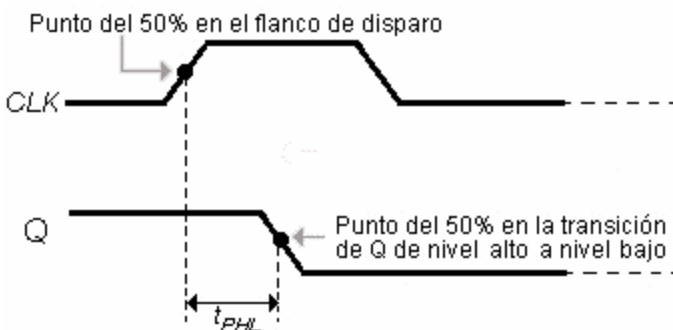 Punto del 50% en el flanco de disparo
CLK
Q
Punto del 50% en la transición
de Q de nivel alto a nivel bajo
tPHL